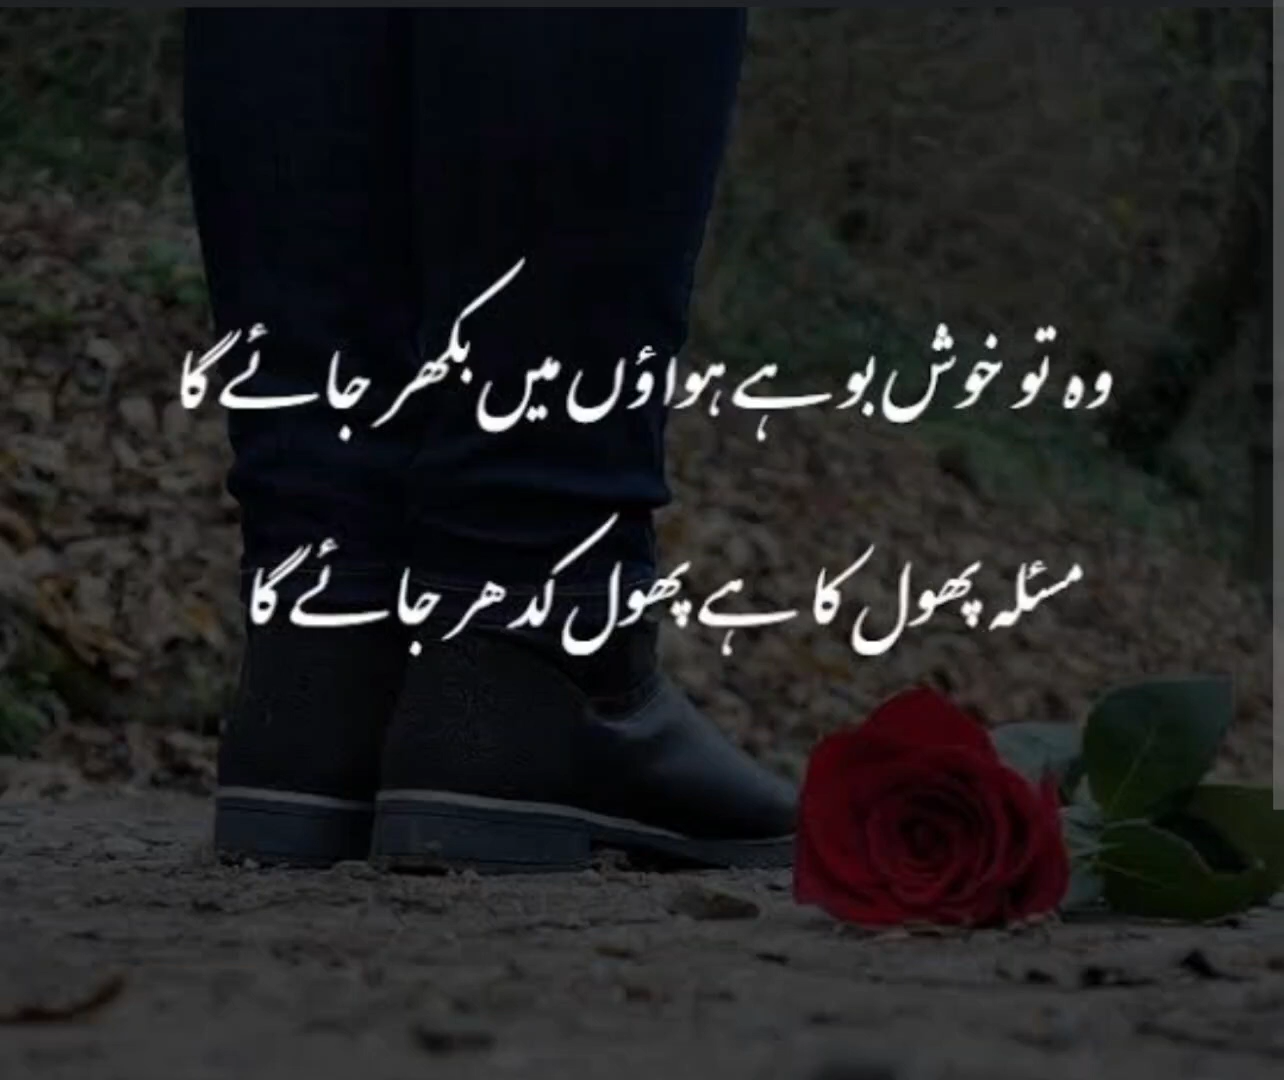 وہ تو خوش بو ہے ہواؤں میں بکھر جائے گا
مسئلہ پھول کا ہے پھول کدھر جائے گا